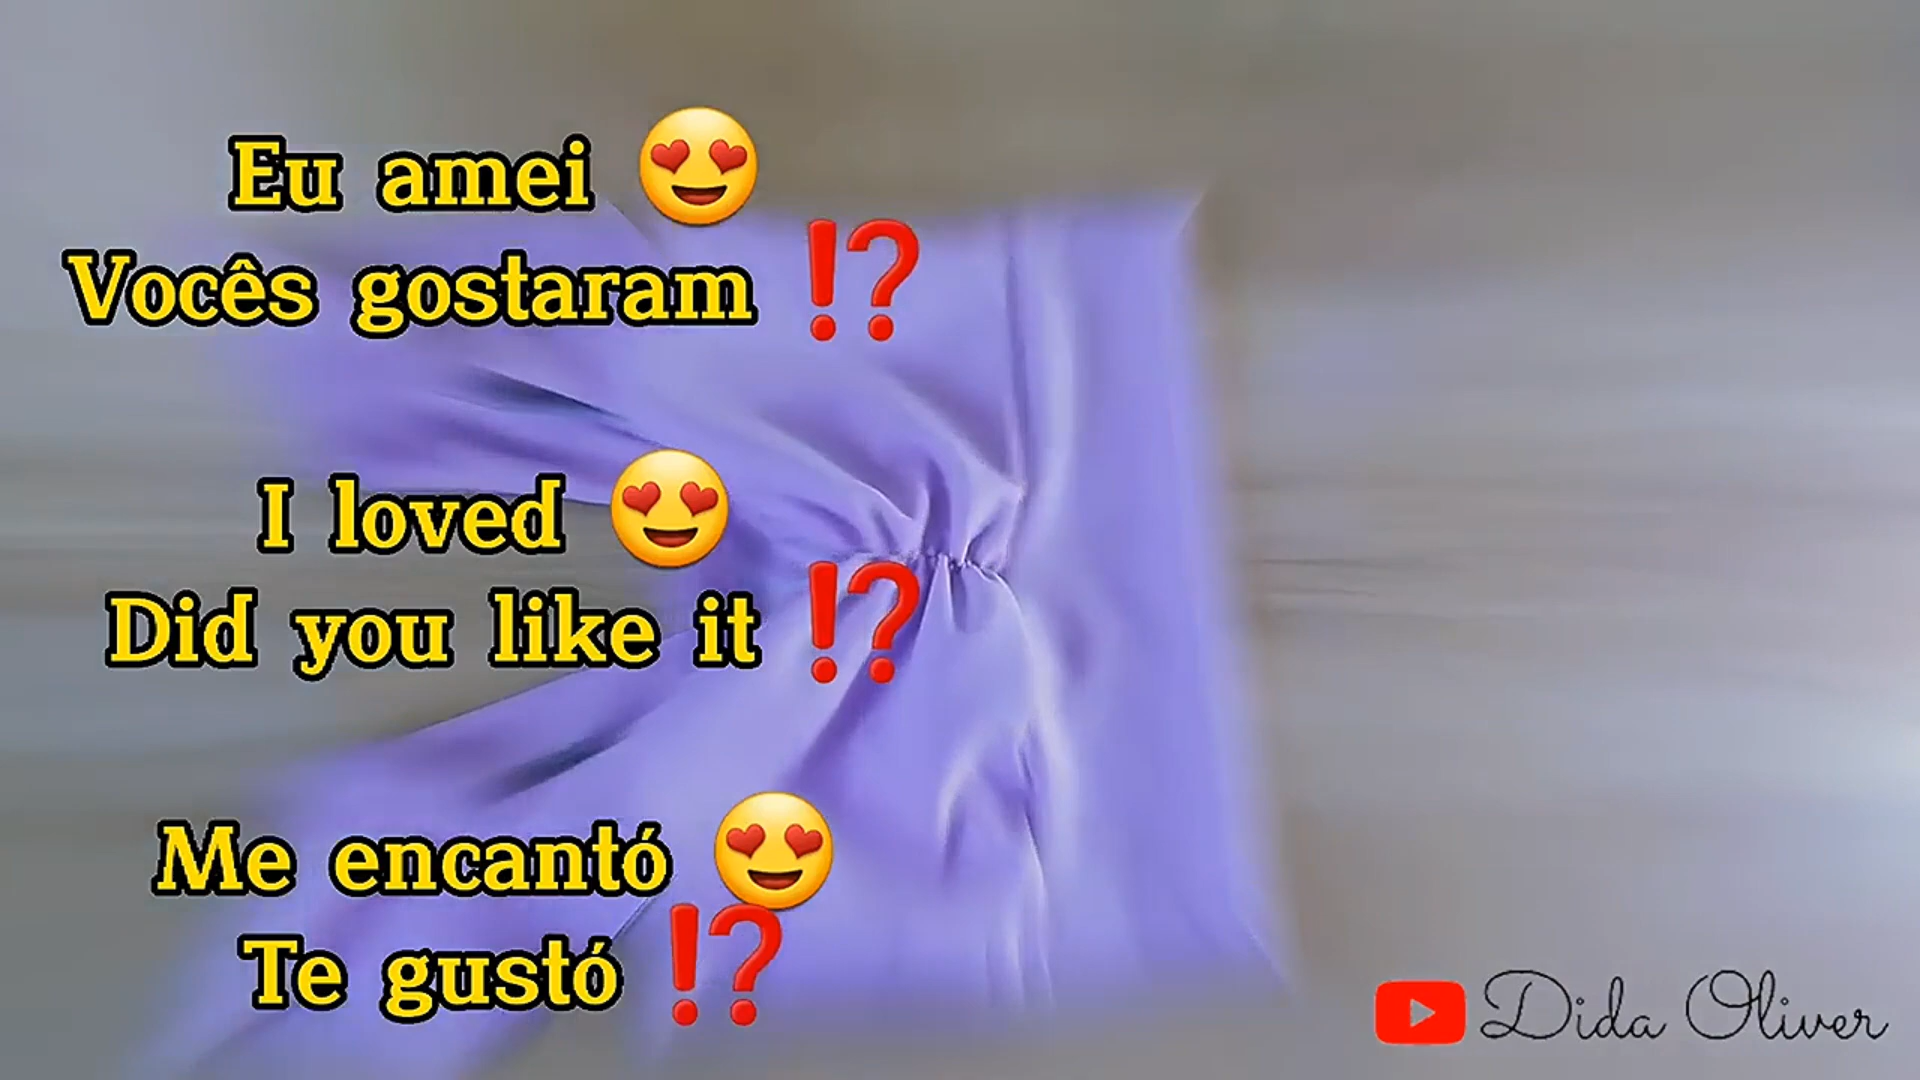 Eu amei 😍
Vocês gostaram ⁉️
I loved 😍
Did you like it ⁉️
Me encantó 😍
Te gustó ⁉️
Dida Oliver